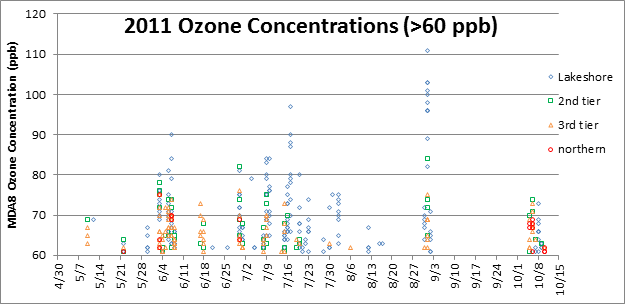 2011 Ozone Concentrations (>60 ppb)
MDA8 Ozone Concentration (ppb)
120
110
100
90
80
70
60
4/30 5/7 5/14 5/21 5/28 6/4 6/11 6/18 6/25 7/2 7/9 7/16 7/23 7/30 8/6 8/13 8/20 8/27 9/3 9/10 9/17 9/24 10/1 10/8 10/15
Lakeshore
2nd tier
3rd tier
northern